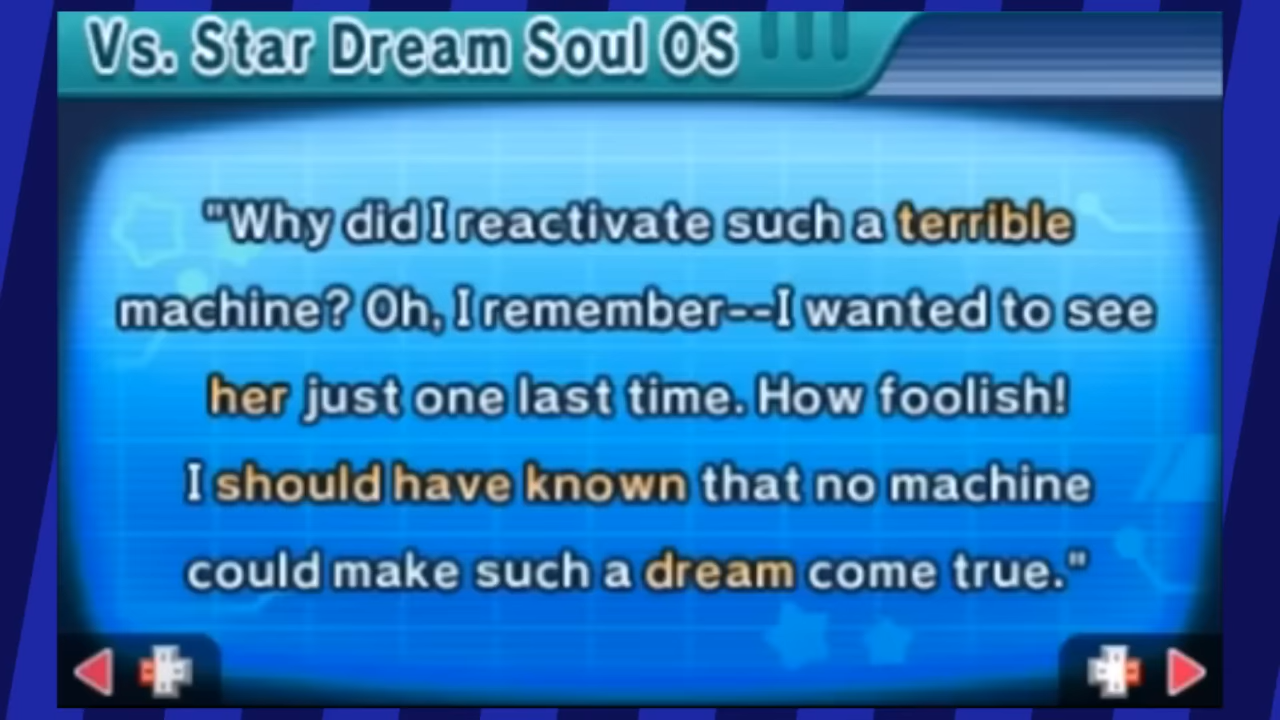 Vs. Star Dream Soul OS
"Why did I reactivate such a terrible
machine? Oh, I remember--I wanted to see
her just one last time. How foolish!
I should have known that no machine
could make such a dream come true."